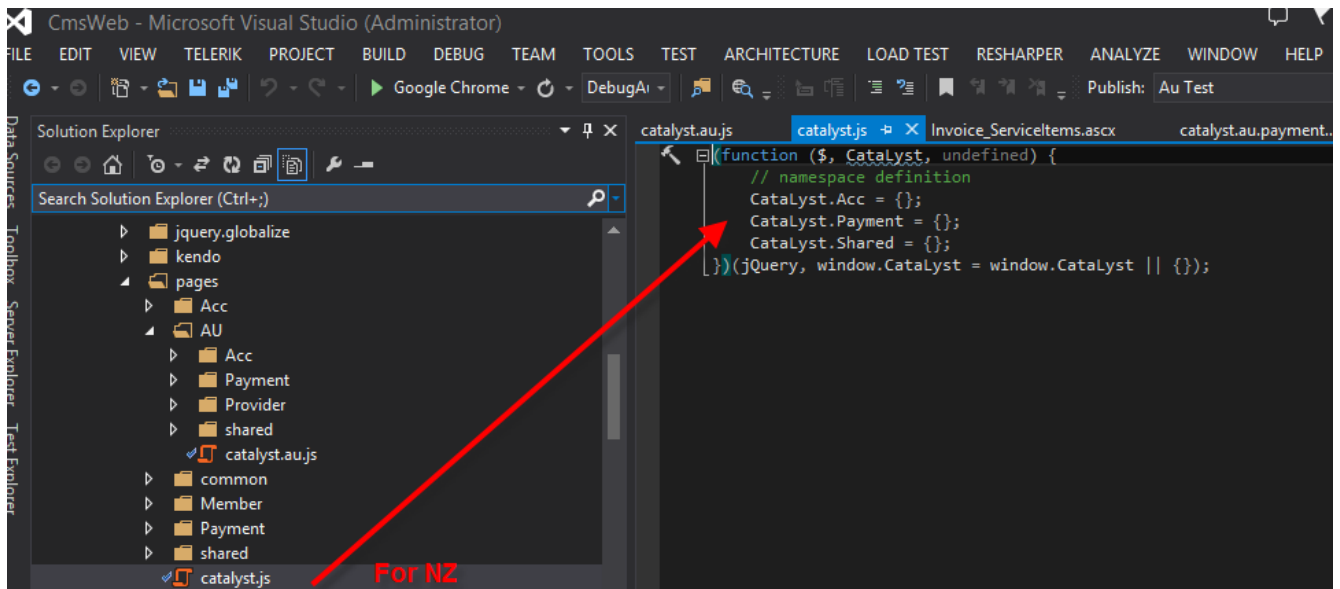 CmsWeb - Microsoft Visual Studio (Administrator)
FILE EDIT VIEW TELERIK PROJECT BUILD DEBUG TEAM TOOLS TEST ARCHITECTURE LOAD TEST RESHARPER ANALYZE WINDOW HELP
Google Chrome DebugAu Publish: Au Test
Data Sources
Toolbox
Server Explorer
Test Explorer
Solution Explorer
Search Solution Explorer (Ctrl+;)
jquery.globalize
kendo
pages
Acc
AU
Acc
Payment
Provider
shared
catalyst.au.js
common
Member
Payment
shared
catalyst.js
For NZ
catalyst.au.js catalyst.js Invoice_ServiceItems.ascx catalyst.au.payment..
(function ($, CataLyst, undefined) {
// namespace definition
CataLyst.Acc = {};
CataLyst.Payment = {};
CataLyst.Shared = {};
})(jQuery, window.CataLyst = window.CataLyst || {});